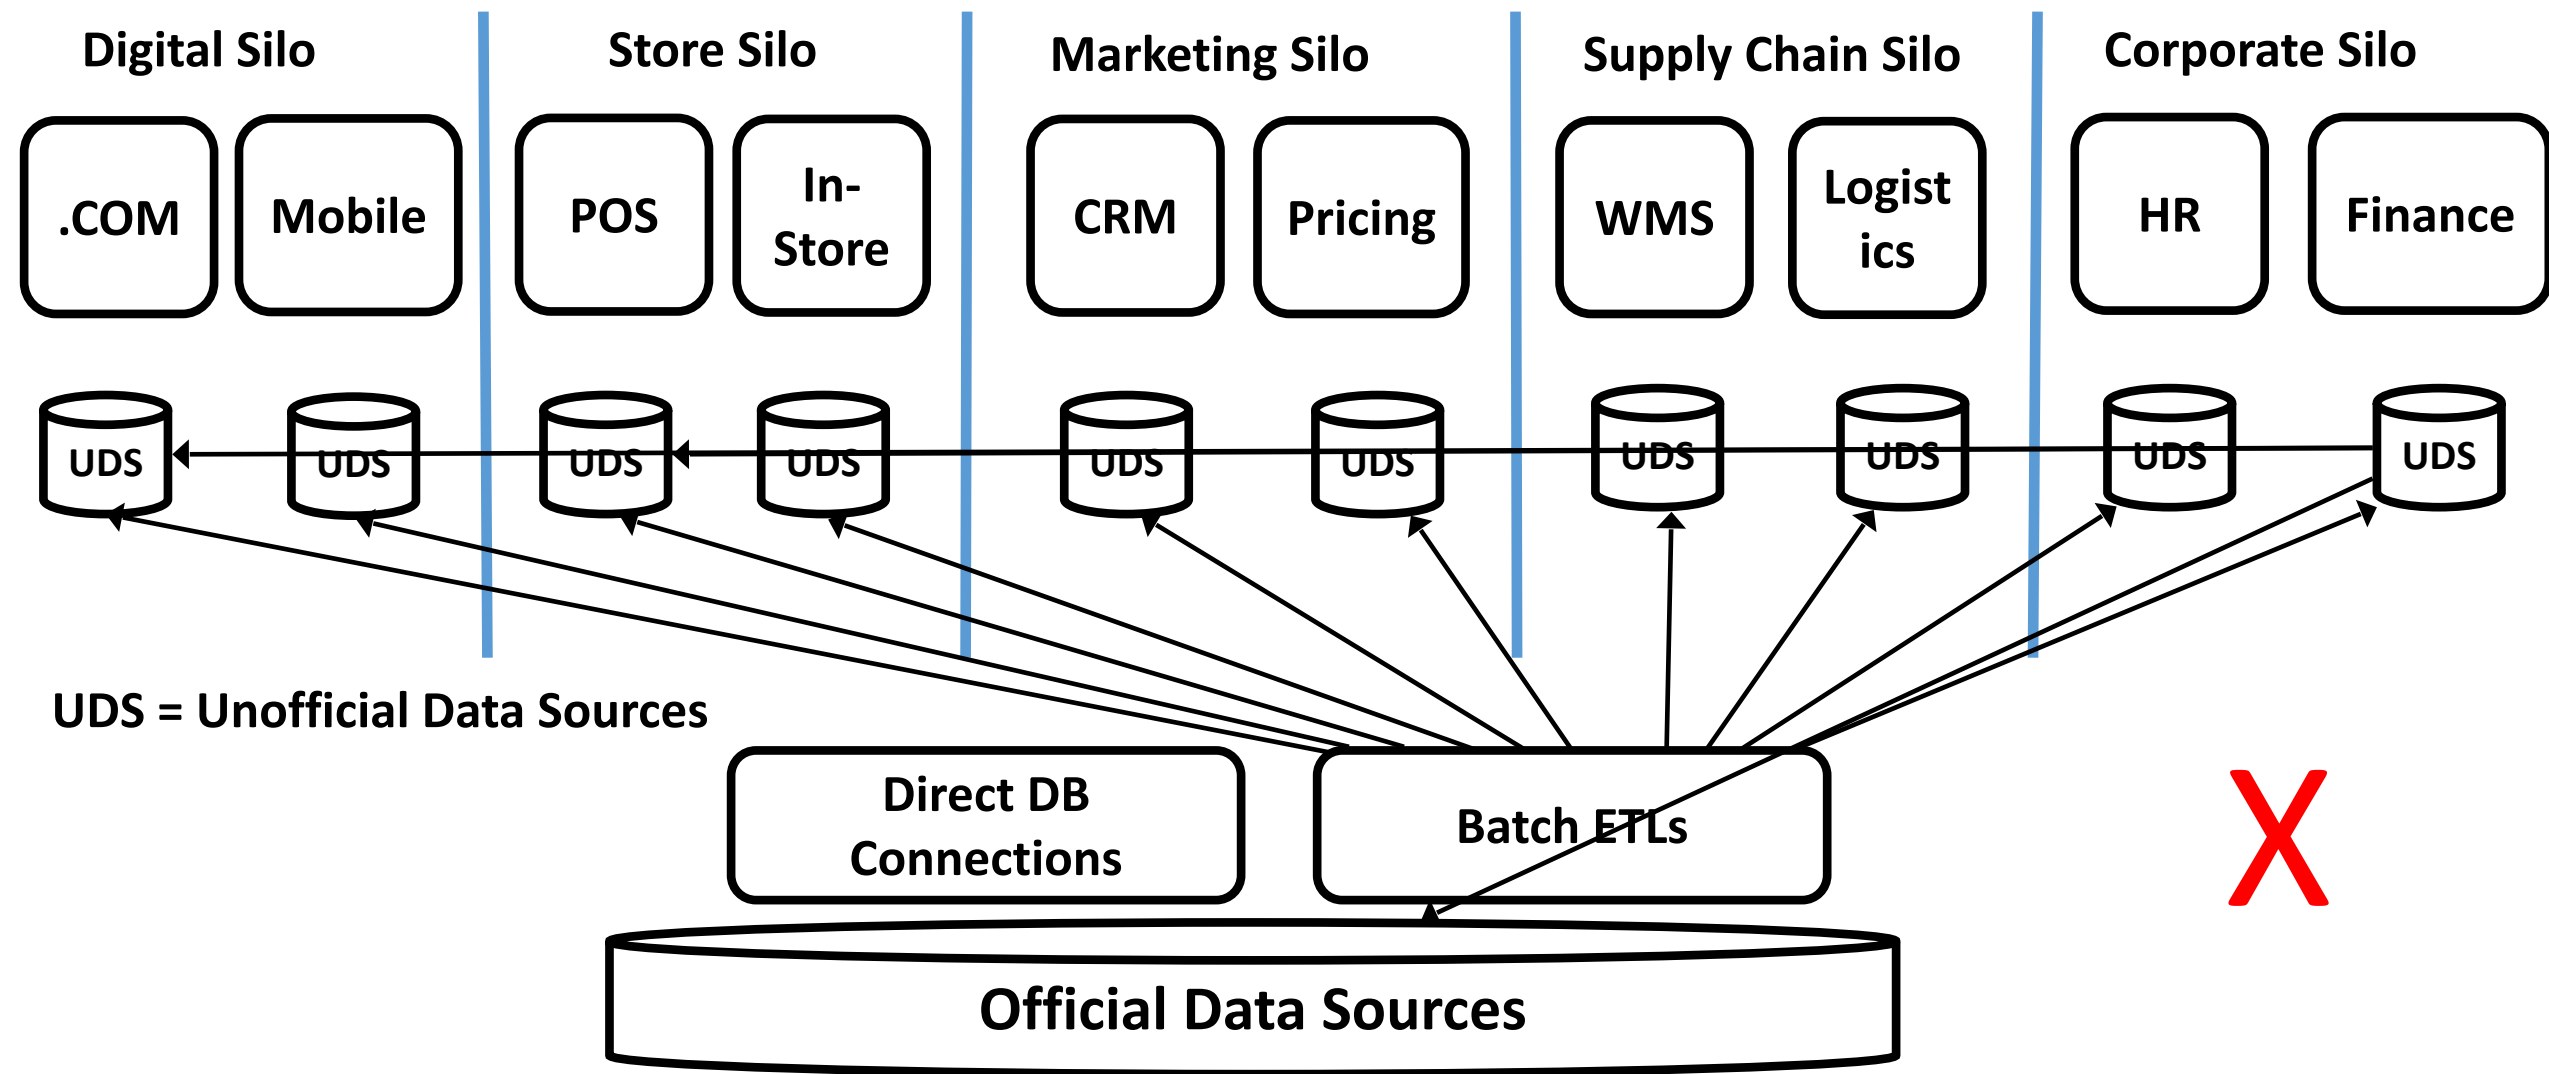 Digital Silo
Store Silo
Marketing Silo
Supply Chain Silo
Corporate Silo
.COM
Mobile
POS
In-
Store
CRM
Pricing
WMS
Logist
ics
HR
Finance
UDS
UDS
UDS
UDS
UDS
UDS
UDS
UDS
UDS
UDS
UDS = Unofficial Data Sources
Direct DB
Connections
Batch ETLs
X
Official Data Sources